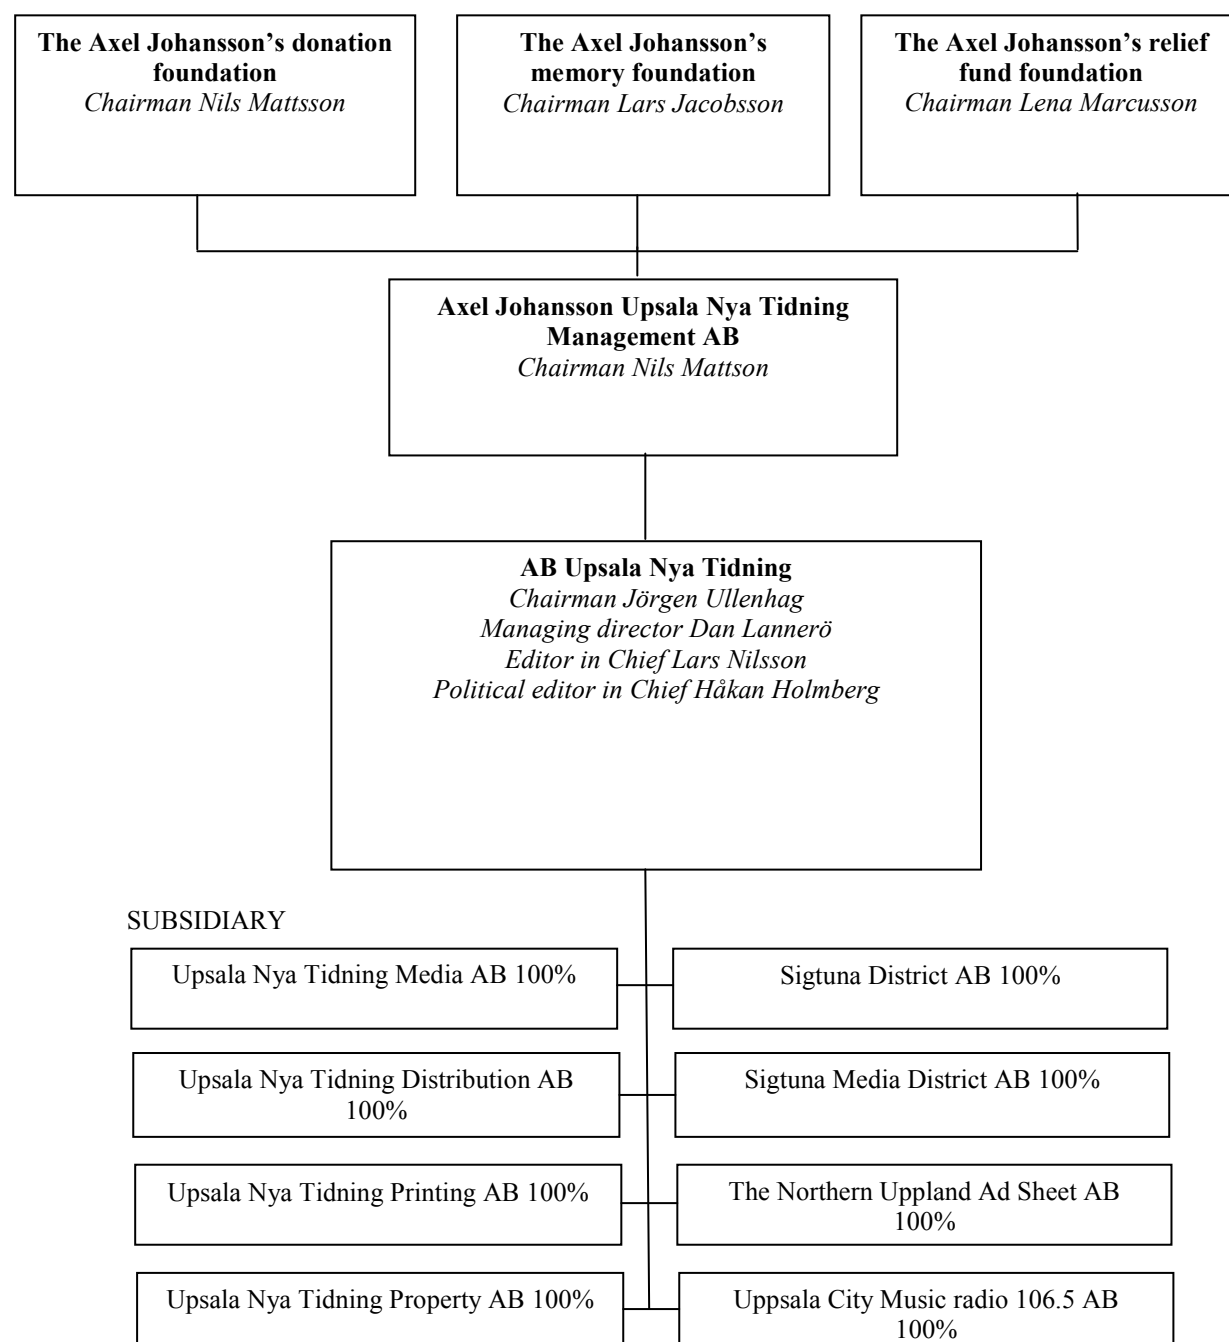 The Axel Johansson’s donation
foundation
Chairman Nils Mattsson
The Axel Johansson’s
memory foundation
Chairman Lars Jacobsson
The Axel Johansson’s relief
fund foundation
Chairman Lena Marcusson
Axel Johansson Upsala Nya Tidning
Management AB
Chairman Nils Mattson
AB Upsala Nya Tidning
Chairman Jörgen Ullenhag
Managing director Dan Lannerö
Editor in Chief Lars Nilsson
Political editor in Chief Håkan Holmberg
SUBSIDIARY
Upsala Nya Tidning Media AB 100%
Sigtuna District AB 100%
Upsala Nya Tidning Distribution AB
100%
Sigtuna Media District AB 100%
Upsala Nya Tidning Printing AB 100%
The Northern Uppland Ad Sheet AB
100%
Upsala Nya Tidning Property AB 100%
Uppsala City Music radio 106.5 AB
100%